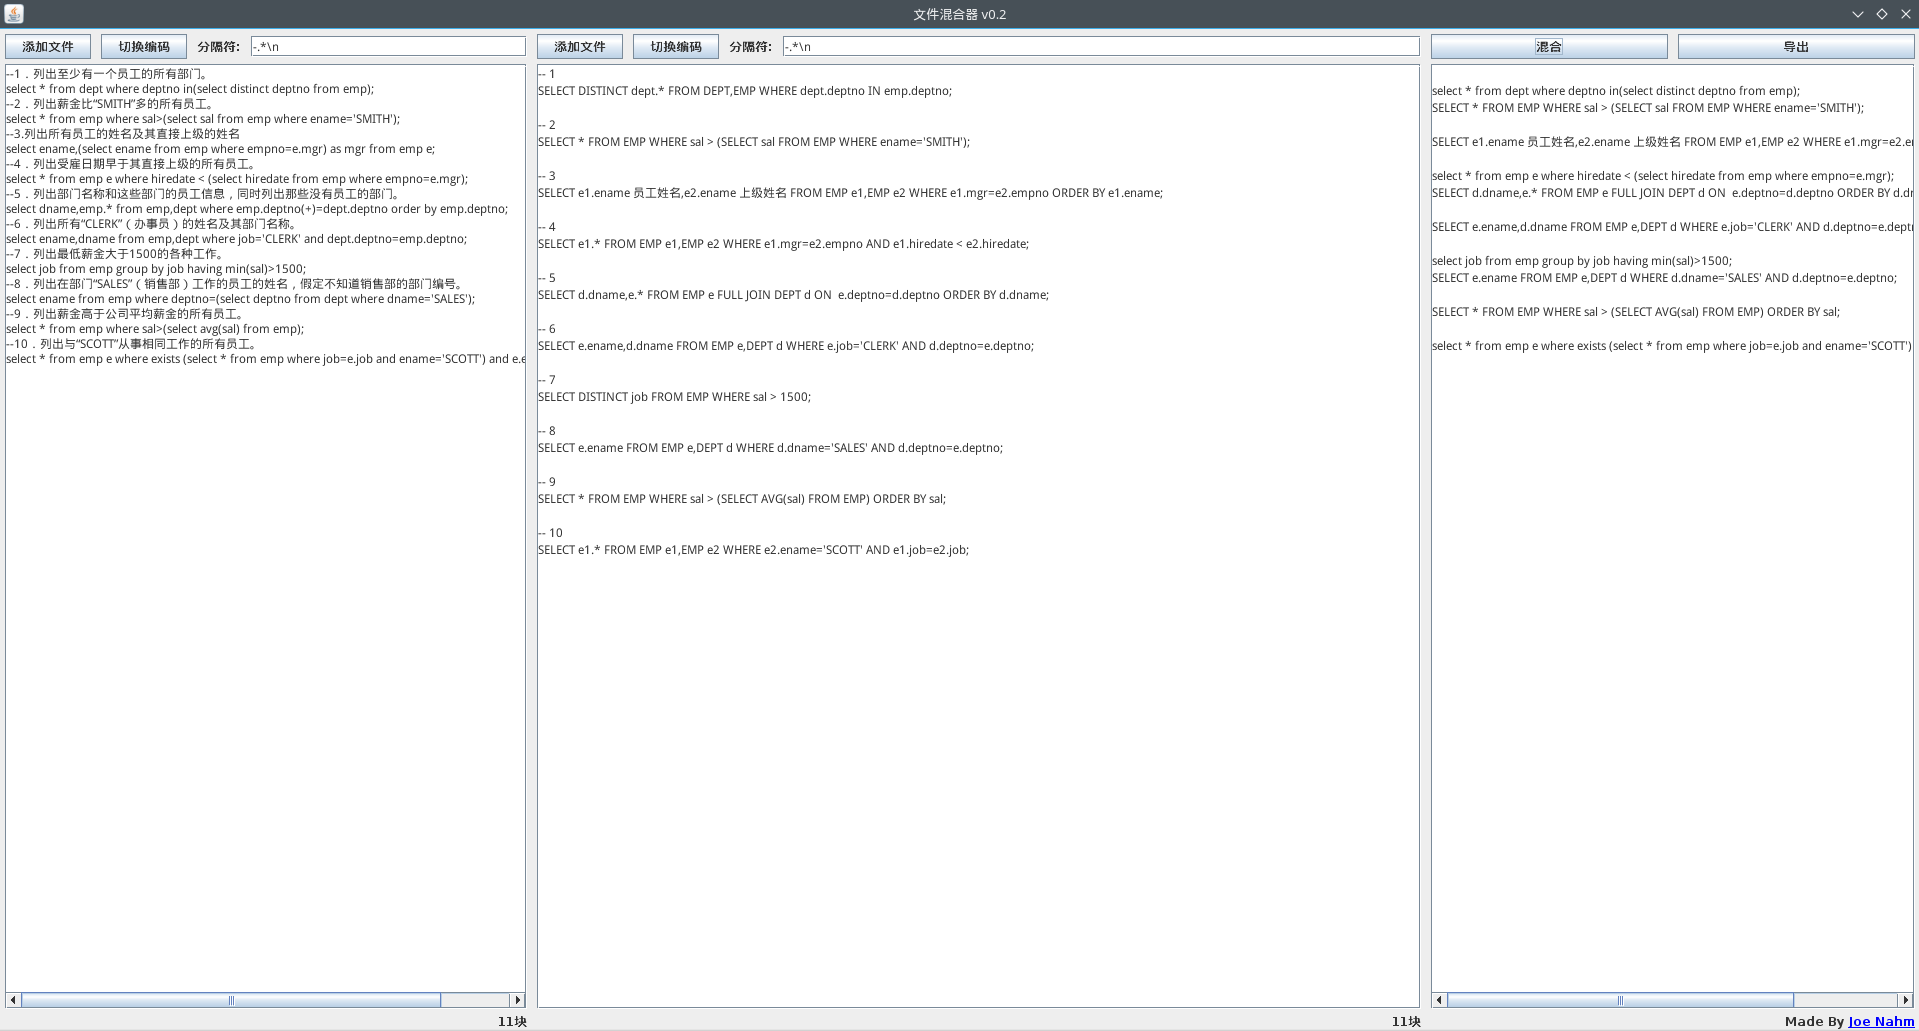 文件混合器 v0.2
添加文件 切换编码 分隔符: -.*\n
--1．列出至少有一个员工的所有部门。
select * from dept where deptno in(select distinct deptno from emp);
--2．列出薪金比“SMITH”多的所有员工。
select * from emp where sal>(select sal from emp where ename='SMITH');
--3.列出所有员工的姓名及其直接上级的姓名
select ename,(select ename from emp where empno=e.mgr) as mgr from emp e;
--4．列出受雇日期早于其直接上级的所有员工。
select * from emp e where hiredate < (select hiredate from emp where empno=e.mgr);
--5．列出部门名称和这些部门的员工信息，同时列出那些没有员工的部门。
select dname,emp.* from emp,dept where emp.deptno(+)=dept.deptno order by emp.deptno;
--6．列出所有“CLERK”（办事员）的姓名及其部门名称。
select ename,dname from emp,dept where job='CLERK' and dept.deptno=emp.deptno;
--7．列出最低薪金大于1500的各种工作。
select job from emp group by job having min(sal)>1500;
--8．列出在部门“SALES”（销售部）工作的员工的姓名，假定不知道销售部的部门编号。
select ename from emp where deptno=(select deptno from dept where dname='SALES');
--9．列出薪金高于公司平均薪金的所有员工。
select * from emp where sal>(select avg(sal) from emp);
--10．列出与“SCOTT”从事相同工作的所有员工。
select * from emp e where exists (select * from emp where job=e.job and ename='SCOTT') and e.e
11块
添加文件 切换编码 分隔符: -.*\n
-- 1
SELECT DISTINCT dept.* FROM DEPT,EMP WHERE dept.deptno IN emp.deptno;
-- 2
SELECT * FROM EMP WHERE sal > (SELECT sal FROM EMP WHERE ename='SMITH');
-- 3
SELECT e1.ename 员工姓名,e2.ename 上级姓名 FROM EMP e1,EMP e2 WHERE e1.mgr=e2.empno ORDER BY e1.ename;
-- 4
SELECT e1.* FROM EMP e1,EMP e2 WHERE e1.mgr=e2.empno AND e1.hiredate < e2.hiredate;
-- 5
SELECT d.dname,e.* FROM EMP e FULL JOIN DEPT d ON  e.deptno=d.deptno ORDER BY d.dname;
-- 6
SELECT e.ename,d.dname FROM EMP e,DEPT d WHERE e.job='CLERK' AND d.deptno=e.deptno;
-- 7
SELECT DISTINCT job FROM EMP WHERE sal > 1500;
-- 8
SELECT e.ename FROM EMP e,DEPT d WHERE d.dname='SALES' AND d.deptno=e.deptno;
-- 9
SELECT * FROM EMP WHERE sal > (SELECT AVG(sal) FROM EMP) ORDER BY sal;
-- 10
SELECT e1.* FROM EMP e1,EMP e2 WHERE e2.ename='SCOTT' AND e1.job=e2.job;
11块
混合 导出
select * from dept where deptno in(select distinct deptno from emp);
SELECT * FROM EMP WHERE sal > (SELECT sal FROM EMP WHERE ename='SMITH');
SELECT e1.ename 员工姓名,e2.ename 上级姓名 FROM EMP e1,EMP e2 WHERE e1.mgr=e2.e
select * from emp e where hiredate < (select hiredate from emp where empno=e.mgr);
SELECT d.dname,e.* FROM EMP e FULL JOIN DEPT d ON  e.deptno=d.deptno ORDER BY d.d
SELECT e.ename,d.dname FROM EMP e,DEPT d WHERE e.job='CLERK' AND d.deptno=e.dept
select job from emp group by job having min(sal)>1500;
SELECT e.ename FROM EMP e,DEPT d WHERE d.dname='SALES' AND d.deptno=e.deptno;
SELECT * FROM EMP WHERE sal > (SELECT AVG(sal) FROM EMP) ORDER BY sal;
select * from emp e where exists (select * from emp where job=e.job and ename='SCOTT')
Made By Joe Nahm